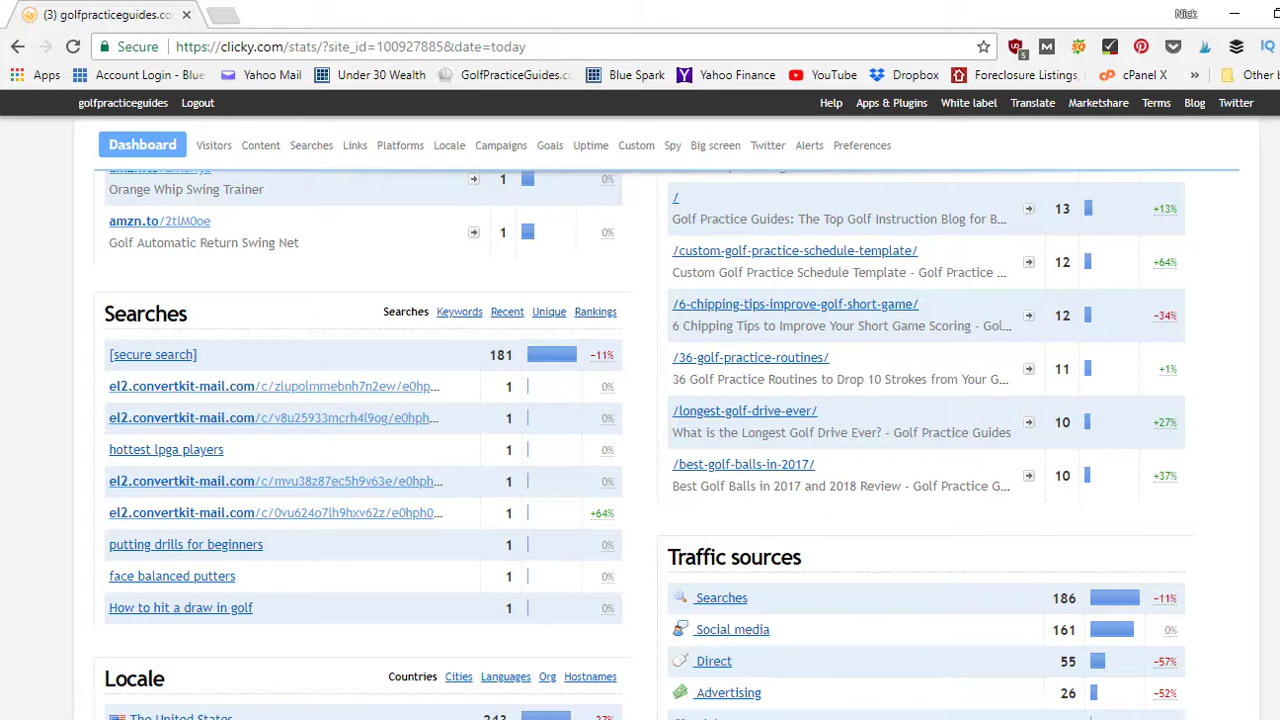 (3) golfpracticeguides.co
Nick
Secure https://clicky.com/stats/?site_id=100927885&date=today
Apps Account Login - Blue Yahoo Mail Under 30 Wealth GolfPracticeGuides.co Blue Spark Yahoo Finance YouTube Dropbox Foreclosure Listings, cPanel X » Other b
golfpracticeguides Logout Help Apps & Plugins White label Translate Marketshare Terms Blog Twitter
Dashboard Visitors Content Searches Links Platforms Locale Campaigns Goals Uptime Custom Spy Big screen Twitter Alerts Preferences
Orange Whip Swing Trainer 1 0%
amzn.to/2tlM0oe
Golf Automatic Return Swing Net 1 0%
Searches Searches Keywords Recent Unique Rankings
[secure search] 181 -11%
el2.convertkit-mail.com/c/zlupolmmebnh7n2ew/e0hp... 1 0%
el2.convertkit-mail.com/c/v8u25933mcrh4l9og/e0hph... 1 0%
hottest lpga players 1 0%
el2.convertkit-mail.com/c/mvu38z87ec5h9v63e/e0hph... 1 0%
el2.convertkit-mail.com/c/0vu624o7lh9hxv62z/e0hph0... 1 +64%
putting drills for beginners 1 0%
face balanced putters 1 0%
How to hit a draw in golf 1 0%
Locale Countries Cities Languages Org Hostnames
The United States 243 -27%
/
Golf Practice Guides: The Top Golf Instruction Blog for B... 13 +13%
/custom-golf-practice-schedule-template/
Custom Golf Practice Schedule Template - Golf Practice ... 12 +64%
/6-chipping-tips-improve-golf-short-game/
6 Chipping Tips to Improve Your Short Game Scoring - Gol... 12 -34%
/36-golf-practice-routines/
36 Golf Practice Routines to Drop 10 Strokes from Your G... 11 +1%
/longest-golf-drive-ever/
What is the Longest Golf Drive Ever? - Golf Practice Guides 10 +27%
/best-golf-balls-in-2017/
Best Golf Balls in 2017 and 2018 Review - Golf Practice G... 10 +37%
Traffic sources
Searches 186 -11%
Social media 161 0%
Direct 55 -57%
Advertising 26 -52%